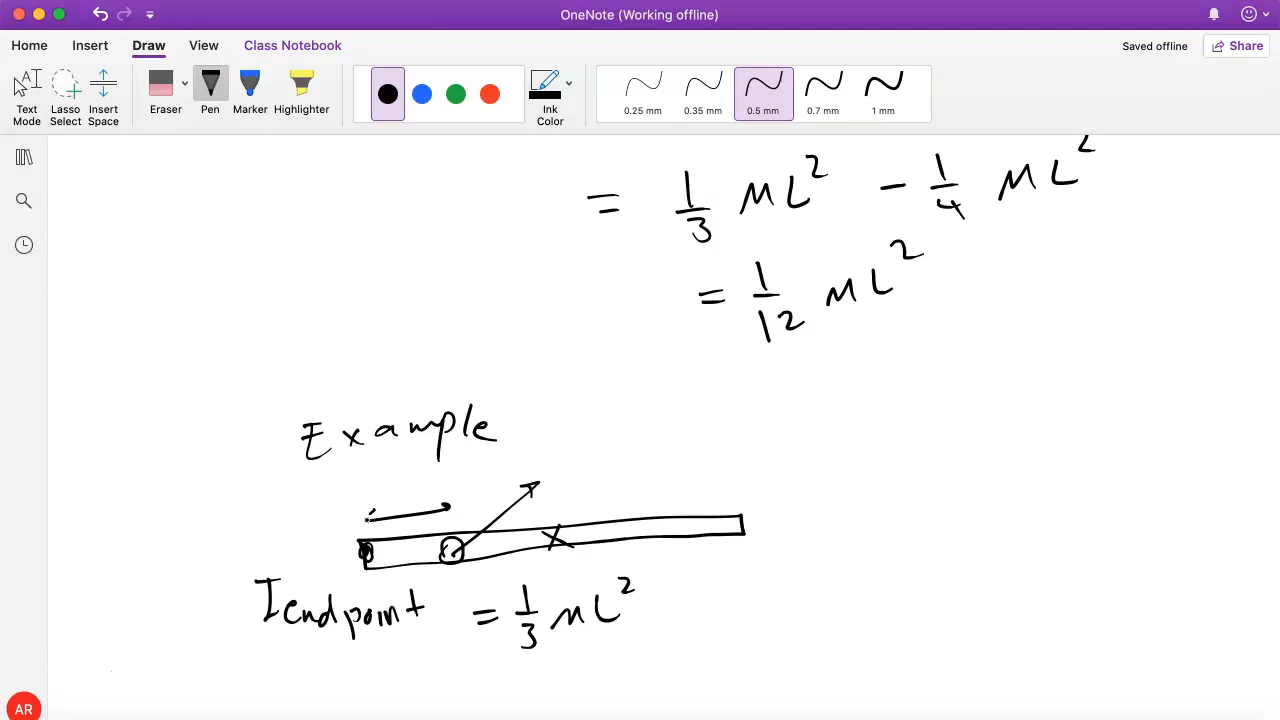 OneNote (Working offline)
Home Insert Draw View Class Notebook
Saved offline Share
Text Mode
Lasso Select
Insert Space
Eraser
Pen
Marker
Highlighter
Ink Color
0.25 mm 0.35 mm 0.5 mm 0.7 mm 1 mm
= 1/3 ML² - 1/4 ML²
= 1/12 ML²
Example
I endpoint = 1/3 ML²
AR